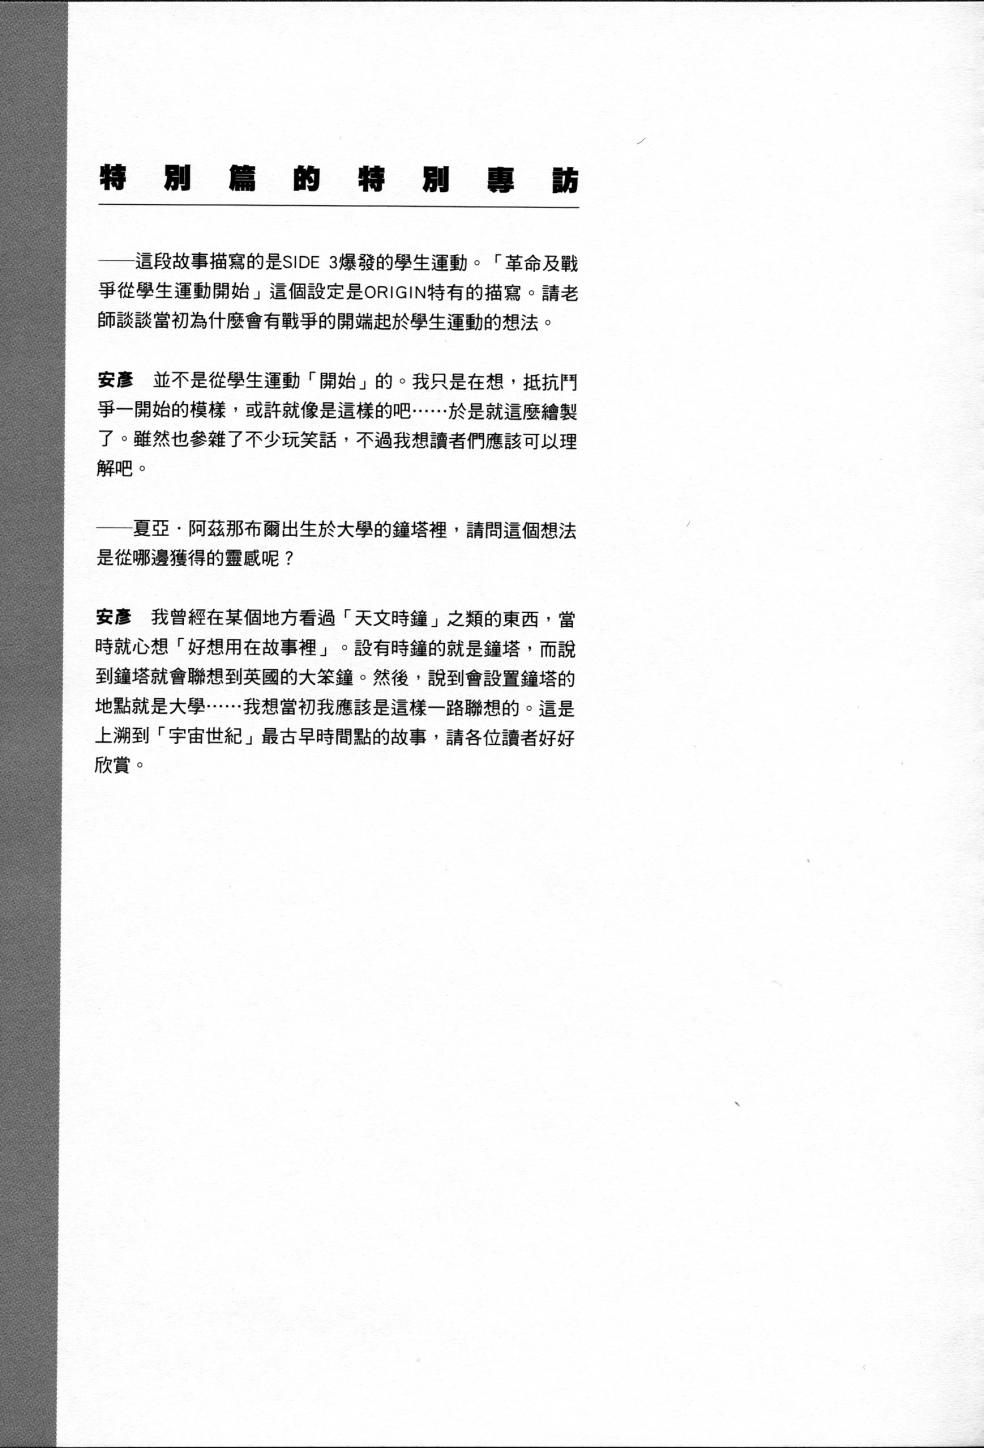 特別篇的特別專訪
——這段故事描寫的是SIDE 3爆發的學生運動。「革命及戰
爭從學生運動開始」這個設定是ORIGIN特有的描寫。請老
師談談當初為什麼會有戰爭的開端起於學生運動的想法。
安彥　並不是從學生運動「開始」的。我只是在想，抵抗鬥
爭一開始的模樣，或許就像是這樣的吧……於是就這麼繪製
了。雖然也參雜了不少玩笑話，不過我想讀者們應該可以理
解吧。
——夏亞・阿茲那布爾出生於大學的鐘塔裡，請問這個想法
是從哪邊獲得的靈感呢？
安彥　我曾經在某個地方看過「天文時鐘」之類的東西，當
時就心想「好想用在故事裡」。設有時鐘的就是鐘塔，而說
到鐘塔就會聯想到英國的大笨鐘。然後，說到會設置鐘塔的
地點就是大學……我想當初我應該是這樣一路聯想的。這是
上溯到「宇宙世紀」最古早時間點的故事，請各位讀者好好
欣賞。